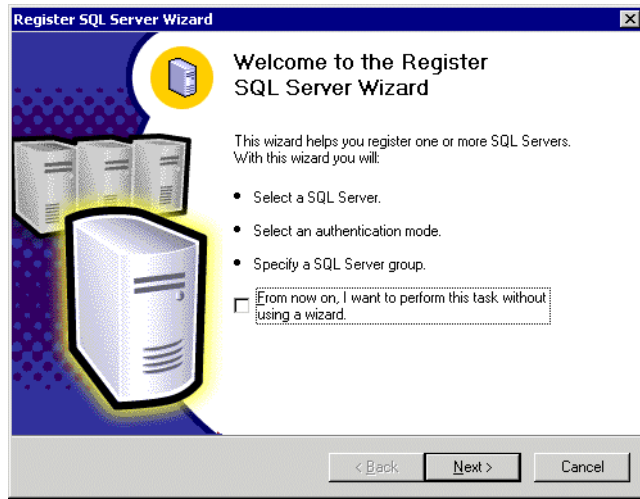 Register SQL Server Wizard
Welcome to the Register
SQL Server Wizard
This wizard helps you register one or more SQL Servers.
With this wizard you will:
• Select a SQL Server.
• Select an authentication mode.
• Specify a SQL Server group.
From now on, I want to perform this task without
using a wizard.
< Back
Next >
Cancel